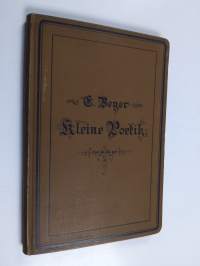 C. Beyer
Kleine Poetik.